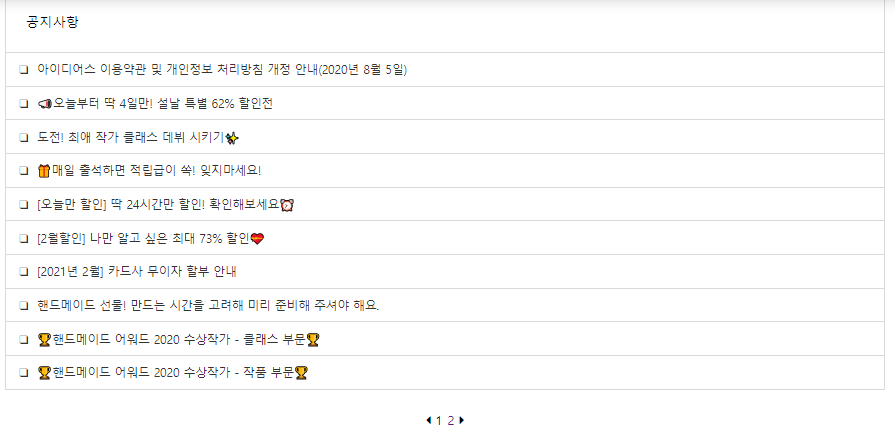 공지사항
아이디어스 이용약관 및 개인정보 처리방침 개정 안내(2020년 8월 5일)
📢오늘부터 딱 4일만! 설날 특별 62% 할인전
도전! 최애 작가 클래스 데뷔 시키기✨
🎁매일 출석하면 적립급이 쏙! 잊지마세요!
[오늘만 할인] 딱 24시간만 할인! 확인해보세요⏰
[2월할인] 나만 알고 싶은 최대 73% 할인💝
[2021년 2월] 카드사 무이자 할부 안내
핸드메이드 선물! 만드는 시간을 고려해 미리 준비해 주셔야 해요.
🏆핸드메이드 어워드 2020 수상작가 - 클래스 부문🏆
🏆핸드메이드 어워드 2020 수상작가 - 작품 부문🏆
1 2